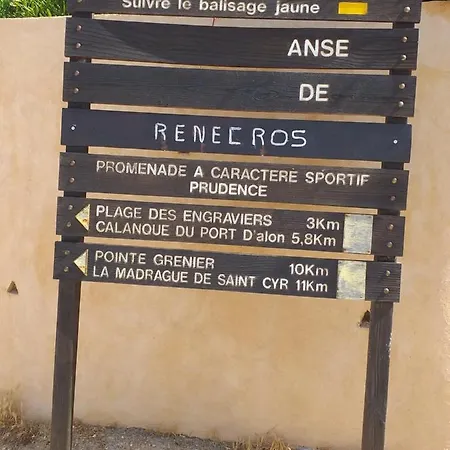 Suivre le balisage jaune
ANSE
DE
RENECROS
PROMENADE A CARACTERE SPORTIF
PRUDENCE
PLAGE DES ENGRAVIERS 3Km
CALANQUE DU PORT D'alon 5,8Km
POINTE GRENIER 10Km
LA MADRAGUE DE SAINT CYR 11Km